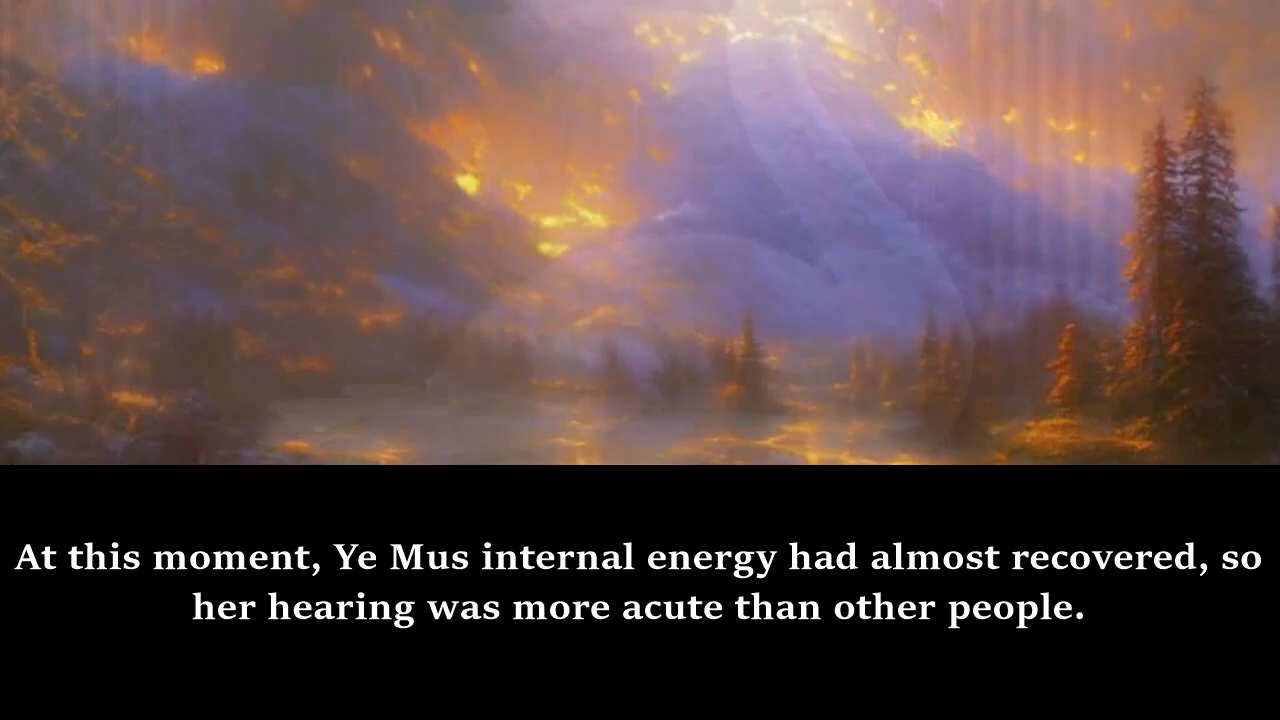 At this moment, Ye Mus internal energy had almost recovered, so
her hearing was more acute than other people.